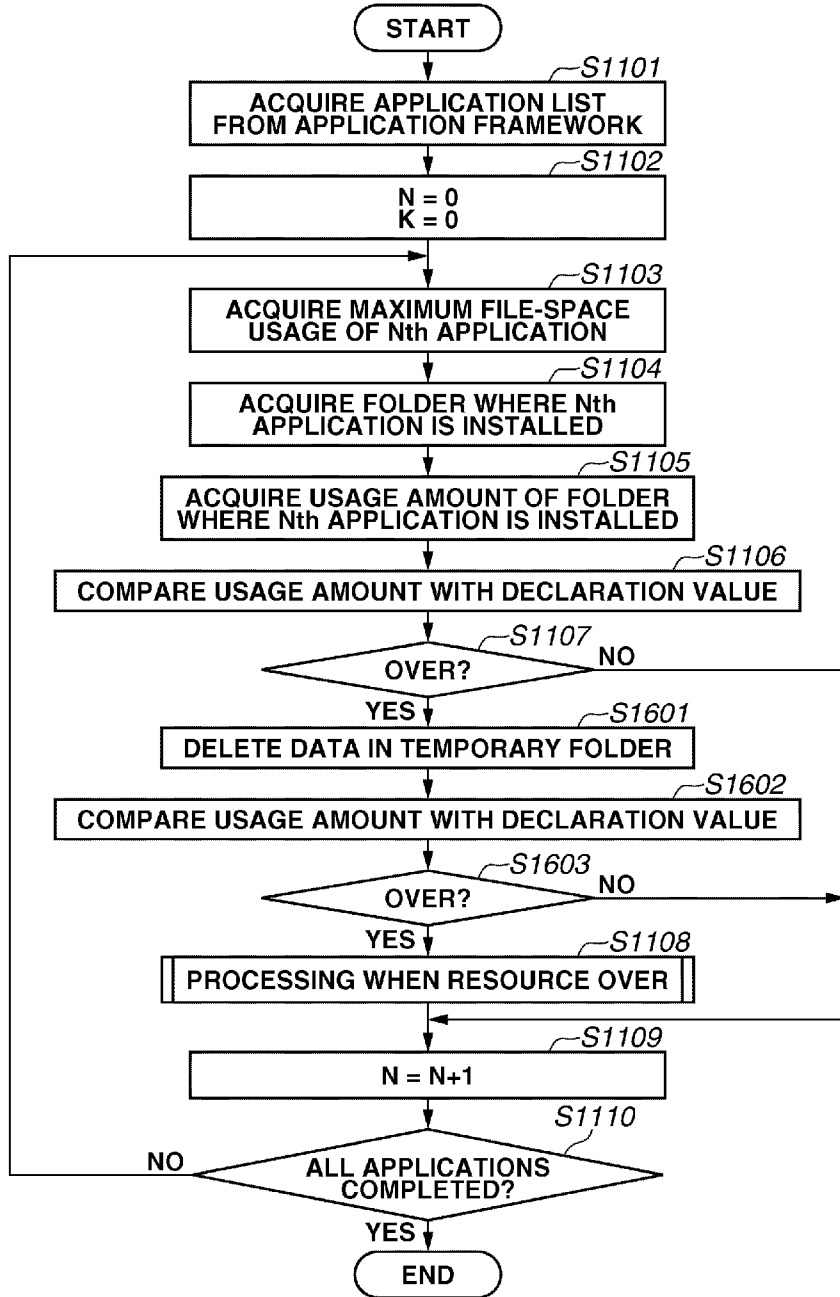 START
S1101
ACQUIRE APPLICATION LIST
FROM APPLICATION FRAMEWORK
S1102
N = 0
K = 0
S1103
ACQUIRE MAXIMUM FILE-SPACE
USAGE OF Nth APPLICATION
S1104
ACQUIRE FOLDER WHERE Nth
APPLICATION IS INSTALLED
S1105
ACQUIRE USAGE AMOUNT OF FOLDER
WHERE Nth APPLICATION IS INSTALLED
S1106
COMPARE USAGE AMOUNT WITH DECLARATION VALUE
S1107
OVER?
NO
YES
S1601
DELETE DATA IN TEMPORARY FOLDER
S1602
COMPARE USAGE AMOUNT WITH DECLARATION VALUE
S1603
OVER?
NO
YES
S1108
PROCESSING WHEN RESOURCE OVER
S1109
N = N+1
S1110
NO
ALL APPLICATIONS
COMPLETED?
YES
END